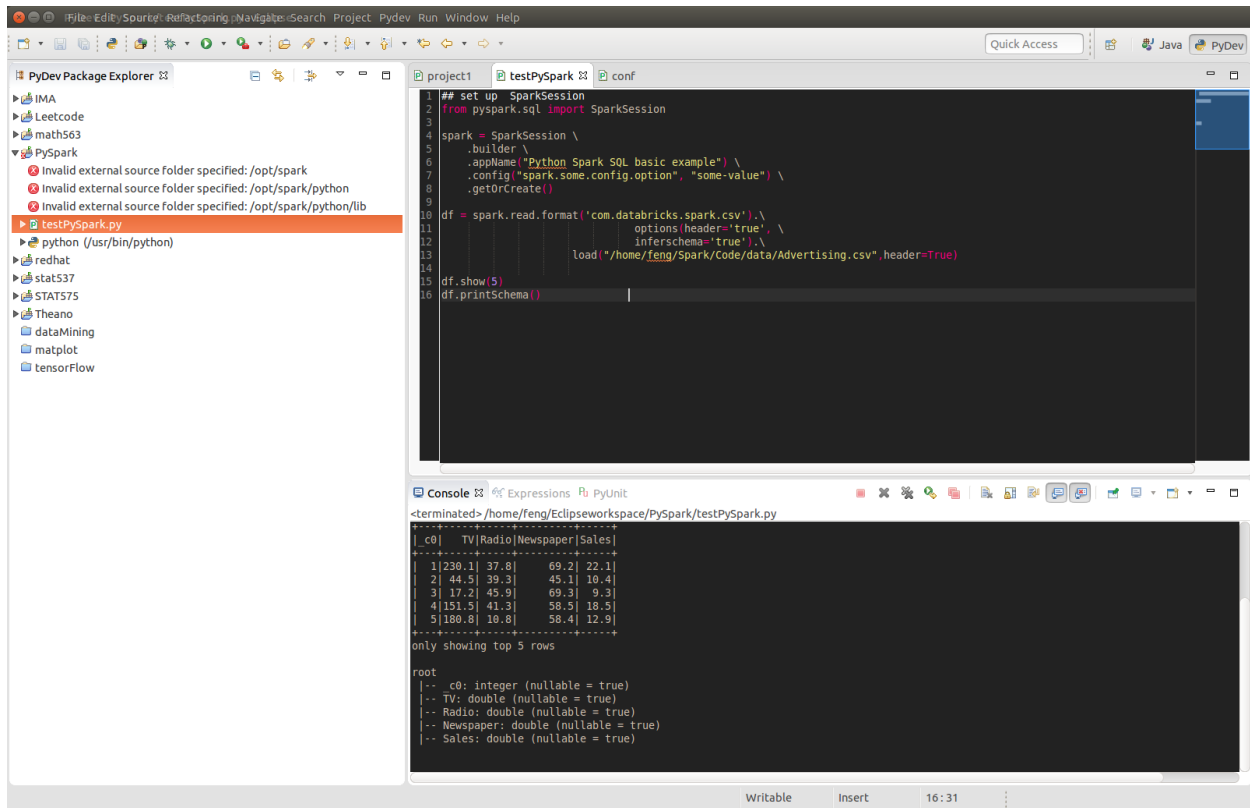 File Edit Source Refactoring Navigate Search Project Pydev Run Window Help
Quick Access
Java
PyDev
PyDev Package Explorer
IMA
Leetcode
math563
PySpark
Invalid external source folder specified: /opt/spark
Invalid external source folder specified: /opt/spark/python
Invalid external source folder specified: /opt/spark/python/lib
testPySpark.py
python (/usr/bin/python)
redhat
stat537
STAT575
Theano
dataMining
matplot
tensorFlow
project1 testPySpark conf
1 ## set up  SparkSession
2 from pyspark.sql import SparkSession
3
4 spark = SparkSession \
5     .builder \
6     .appName("Python Spark SQL basic example") \
7     .config("spark.some.config.option", "some-value") \
8     .getOrCreate()
9
10 df = spark.read.format('com.databricks.spark.csv').\
11                               options(header='true', \
12                               inferschema='true').\
13                     load("/home/feng/Spark/Code/data/Advertising.csv",header=True)
14
15 df.show(5)
16 df.printSchema()
Console Expressions PyUnit
<terminated> /home/feng/Eclipseworkspace/PySpark/testPySpark.py
+---+-----+-----+---------+-----+
|_c0|   TV|Radio|Newspaper|Sales|
+---+-----+-----+---------+-----+
|  1|230.1| 37.8|     69.2| 22.1|
|  2| 44.5| 39.3|     45.1| 10.4|
|  3| 17.2| 45.9|     69.3|  9.3|
|  4|151.5| 41.3|     58.5| 18.5|
|  5|180.8| 10.8|     58.4| 12.9|
+---+-----+-----+---------+-----+
only showing top 5 rows
root
 |-- _c0: integer (nullable = true)
 |-- TV: double (nullable = true)
 |-- Radio: double (nullable = true)
 |-- Newspaper: double (nullable = true)
 |-- Sales: double (nullable = true)
Writable Insert 16:31